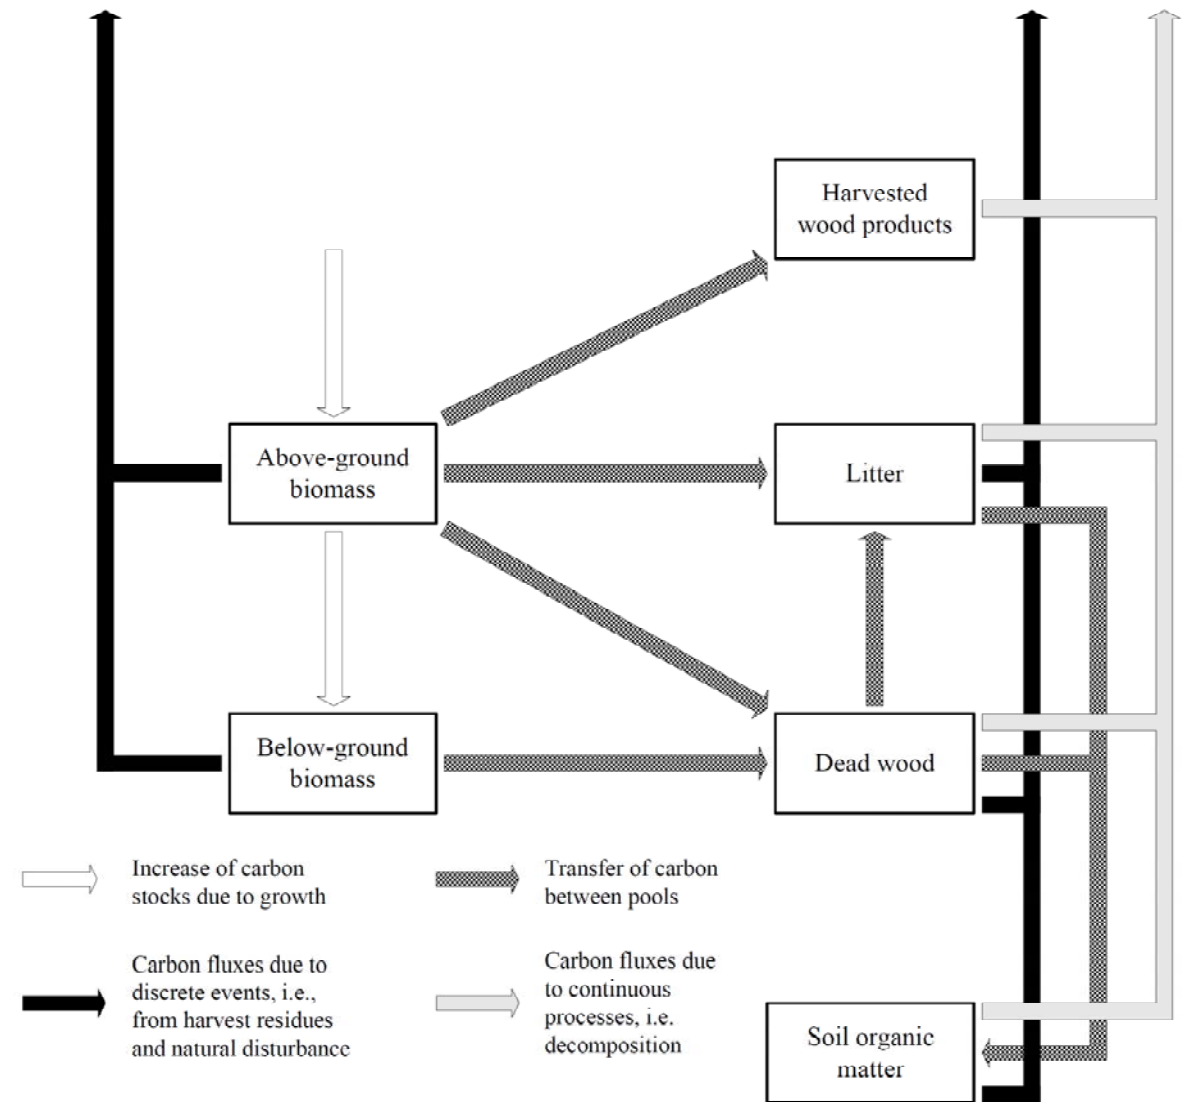 Harvested
wood products
Above-ground
biomass
Litter
Below-ground
biomass
Dead wood
Increase of carbon
stocks due to growth
Transfer of carbon
between pools
Carbon fluxes due to
discrete events, i.e.,
from harvest residues
and natural disturbance
Carbon fluxes due
to continuous
processes, i.e.
decomposition
Soil organic
matter